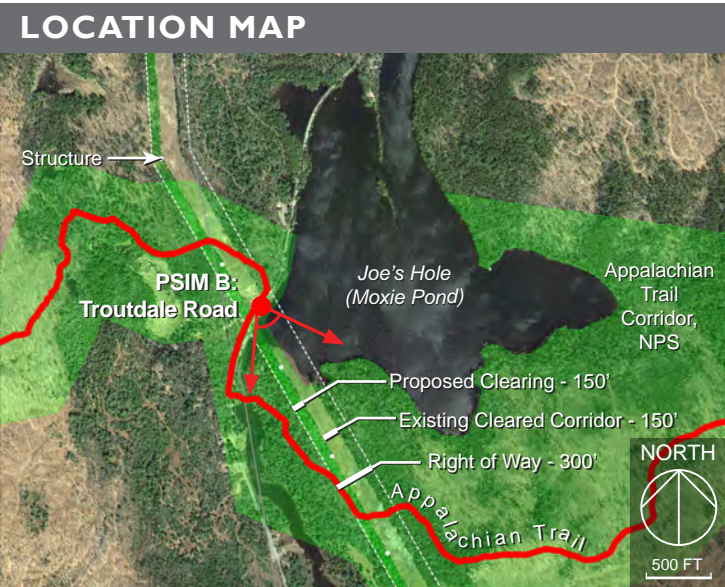 LOCATION MAP
Structure
PSIM B:
Troutdale Road
Joe's Hole
(Moxie Pond)
Appalachian
Trail
Corridor,
NPS
Proposed Clearing - 150'
Existing Cleared Corridor - 150'
Right of Way - 300'
Appalachian Trail
NORTH
500 FT